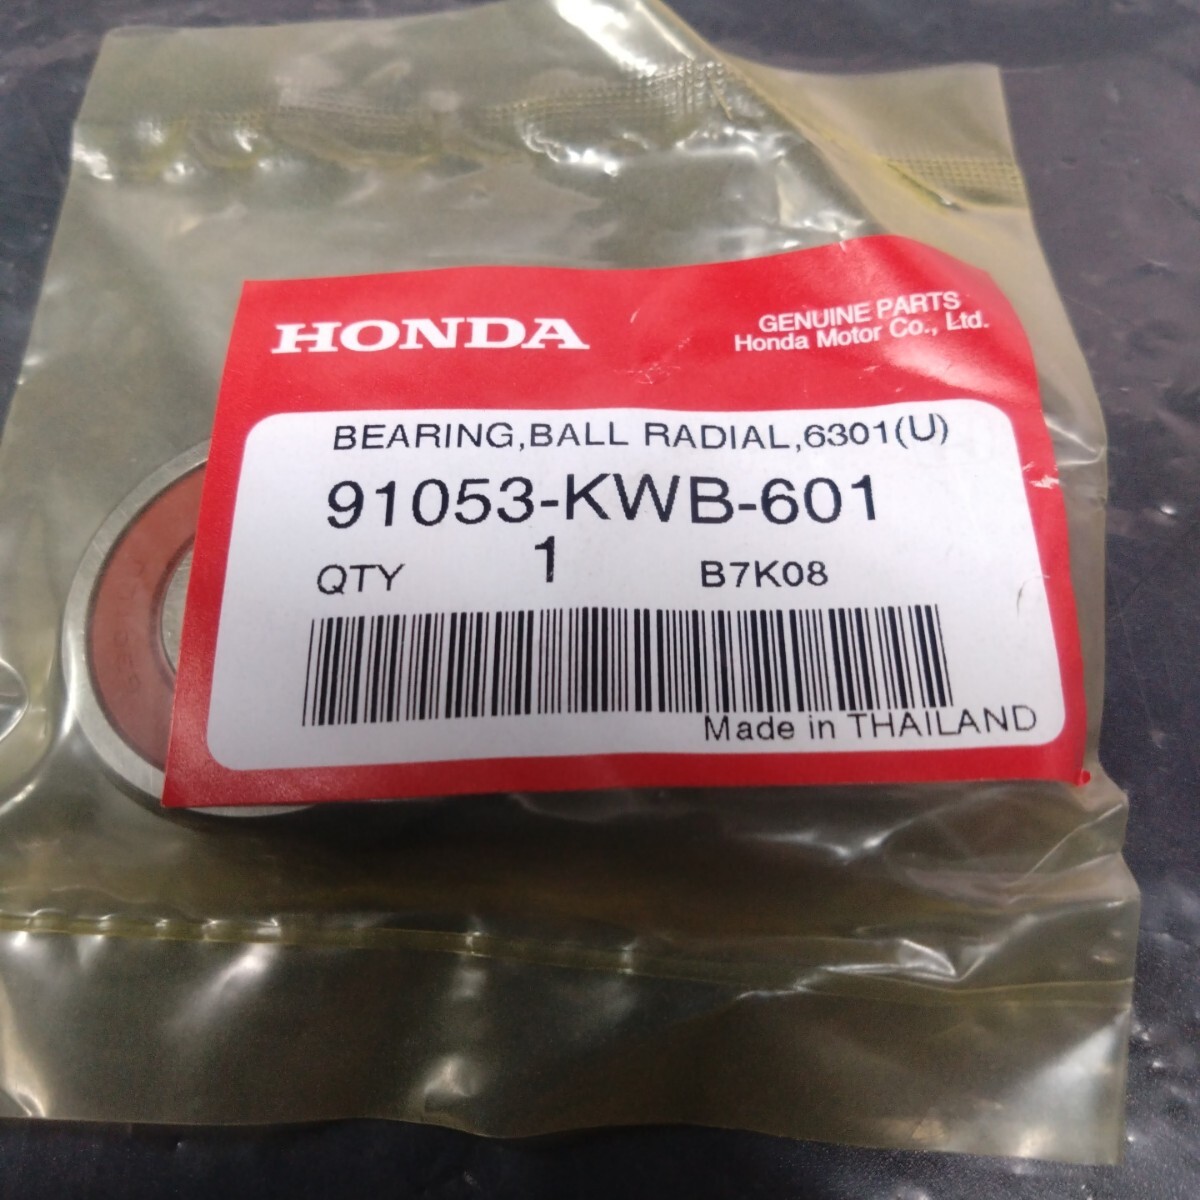 HONDA
GENUINE PARTS
Honda Motor Co., Ltd.
BEARING,BALL RADIAL,6301(U)
91053-KWB-601
QTY 1 B7K08
Made in THAILAND